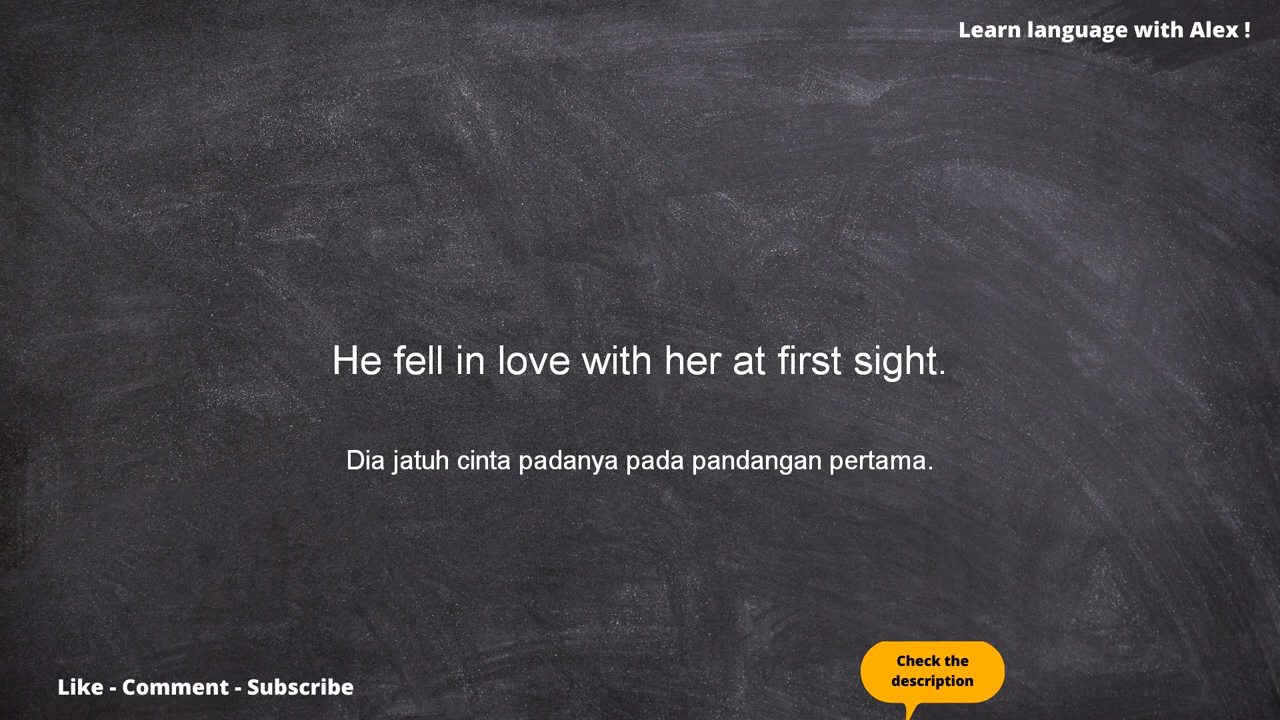 Learn language with Alex !
He fell in love with her at first sight.
Dia jatuh cinta padanya pada pandangan pertama.
Like - Comment - Subscribe
Check the
description